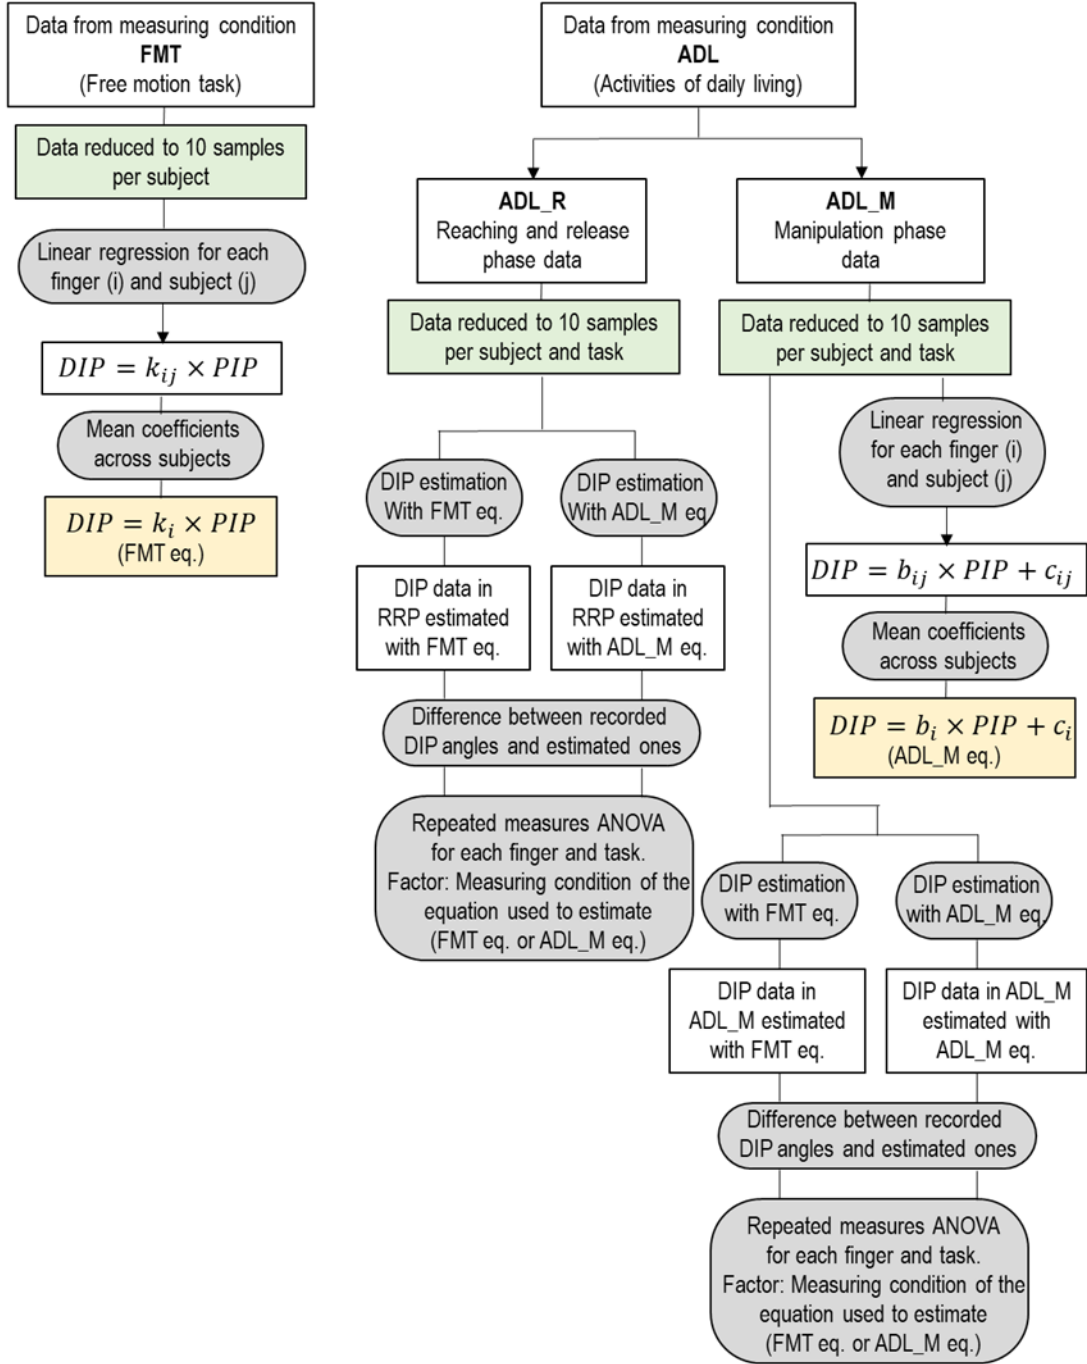 Data from measuring condition
FMT
(Free motion task)
Data reduced to 10 samples
per subject
Linear regression for each
finger (i) and subject (j)
DIP = k_{ij} × PIP
Mean coefficients
across subjects
DIP = k_i × PIP
(FMT eq.)
Data from measuring condition
ADL
(Activities of daily living)
ADL_R
Reaching and release
phase data
Data reduced to 10 samples
per subject and task
DIP estimation
With FMT eq.
DIP estimation
With ADL_M eq
DIP data in
RRP estimated
with FMT eq.
DIP data in
RRP estimated
with ADL_M eq.
Difference between recorded
DIP angles and estimated ones
Repeated measures ANOVA
for each finger and task.
Factor: Measuring condition of the
equation used to estimate
(FMT eq. or ADL_M eq.)
ADL_M
Manipulation phase
data
Data reduced to 10 samples
per subject and task
Linear regression
for each finger (i)
and subject (j)
DIP = b_{ij} × PIP + c_{ij}
Mean coefficients
across subjects
DIP = b_i × PIP + c_i
(ADL_M eq.)
DIP estimation
with FMT eq.
DIP estimation
with ADL_M eq.
DIP data in
ADL_M estimated
with FMT eq.
DIP data in ADL_M
estimated with
ADL_M eq.
Difference between recorded
DIP angles and estimated ones
Repeated measures ANOVA
for each finger and task.
Factor: Measuring condition of the
equation used to estimate
(FMT eq. or ADL_M eq.)